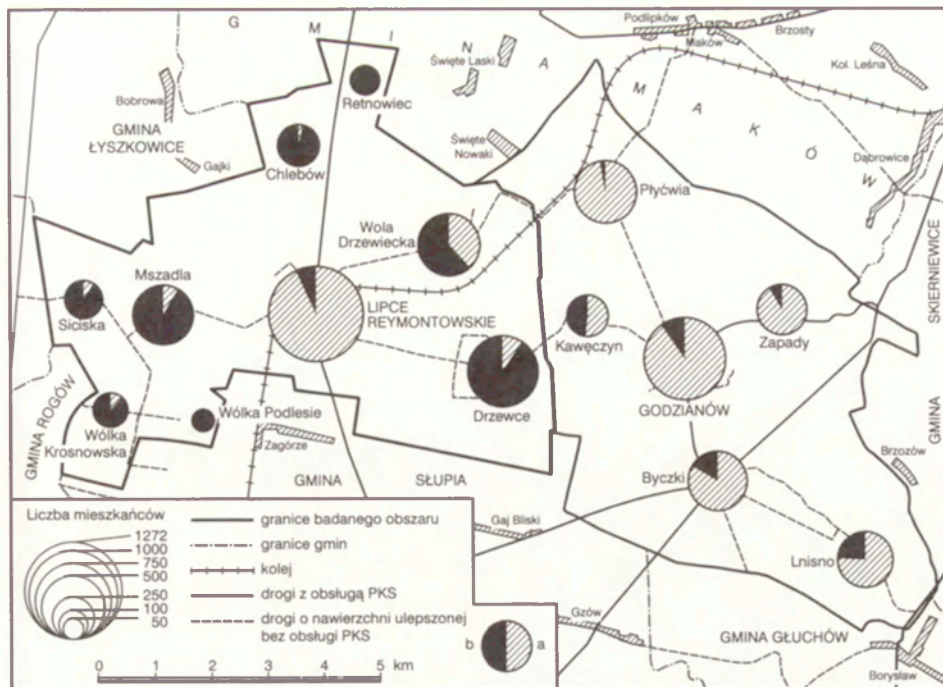 G M I N A M A K Ó W
Podlipków
Brzosty
Maków
Święte Laski
Kol. Leśna
Retnowiec
Bobrowa
GMINA
ŁYSZKOWICE
Gajki
Chlebów
Święte
Nowaki
Dąbrowice
Płyćwia
Wola
Drzewiecka
SKIERNIEWICE
GMINA
Mszadla
Siciska
LIPCE
REYMONTOWSKIE
Kawęczyn
Zapady
GODZIANÓW
Drzewce
GMINA ROGÓW
Wólka
Krosnowska
Wólka Podlesie
Zagórze
GMINA SŁUPIA
Byczki
Brzozów
Gaj Bliski
Lnisno
Gzów
GMINA GŁUCHÓW
Borysław
Liczba mieszkańców
1272
1000
750
500
250
100
50
granice badanego obszaru
granice gmin
kolej
drogi z obsługą PKS
drogi o nawierzchni ulepszonej
bez obsługi PKS
b a
0 1 2 3 4 5 km